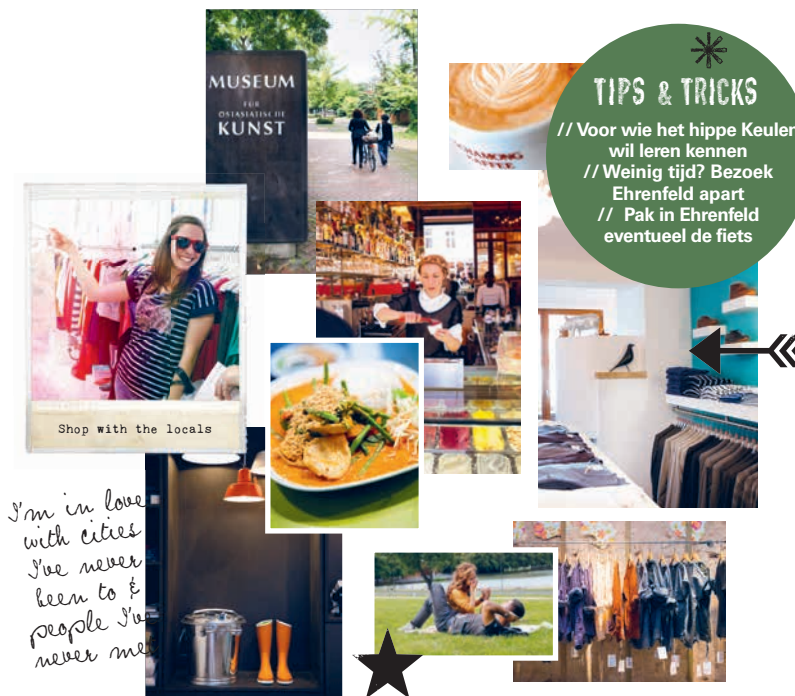 MUSEUM
FÜR
OSTASIATISCHE
KUNST
TIPS & TRICKS
// Voor wie het hippe Keulen
wil leren kennen
// Weinig tijd? Bezoek
Ehrenfeld apart
// Pak in Ehrenfeld
eventueel de fiets
Shop with the locals
I'm in love
with cities
I've never
been to &
people I've
never me